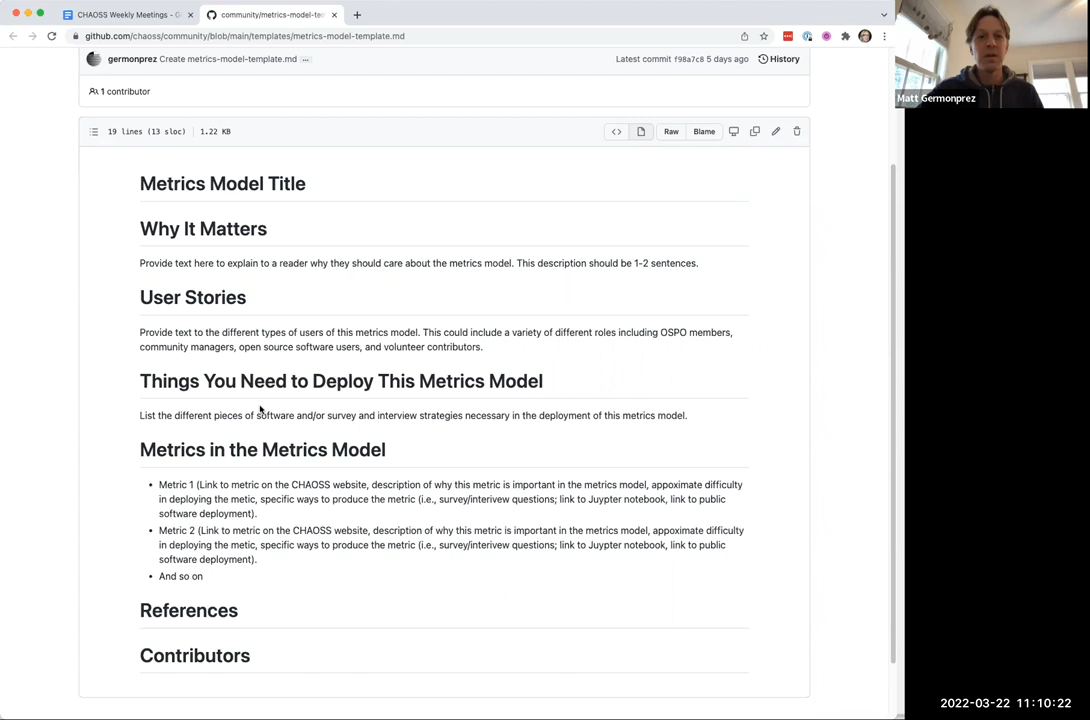 CHAOSS Weekly Meetings - G
community/metrics-model-tem
github.com/chaoss/community/blob/main/templates/metrics-model-template.md
germonprez Create metrics-model-template.md
Latest commit f98a7c8 5 days ago History
1 contributor
19 lines (13 sloc) 1.22 KB
Raw Blame
Metrics Model Title
Why It Matters
Provide text here to explain to a reader why they should care about the metrics model. This description should be 1-2 sentences.
User Stories
Provide text to the different types of users of this metrics model. This could include a variety of different roles including OSPO members,
community managers, open source software users, and volunteer contributors.
Things You Need to Deploy This Metrics Model
List the different pieces of software and/or survey and interview strategies necessary in the deployment of this metrics model.
Metrics in the Metrics Model
• Metric 1 (Link to metric on the CHAOSS website, description of why this metric is important in the metrics model, appoximate difficulty
in deploying the metic, specific ways to produce the metric (i.e., survey/intervew questions; link to Juypter notebook, link to public
software deployment).
• Metric 2 (Link to metric on the CHAOSS website, description of why this metric is important in the metrics model, appoximate difficulty
in deploying the metic, specific ways to produce the metric (i.e., survey/intervew questions; link to Juypter notebook, link to public
software deployment).
• And so on
References
Contributors
Matt Germonprez
2022-03-22 11:10:22